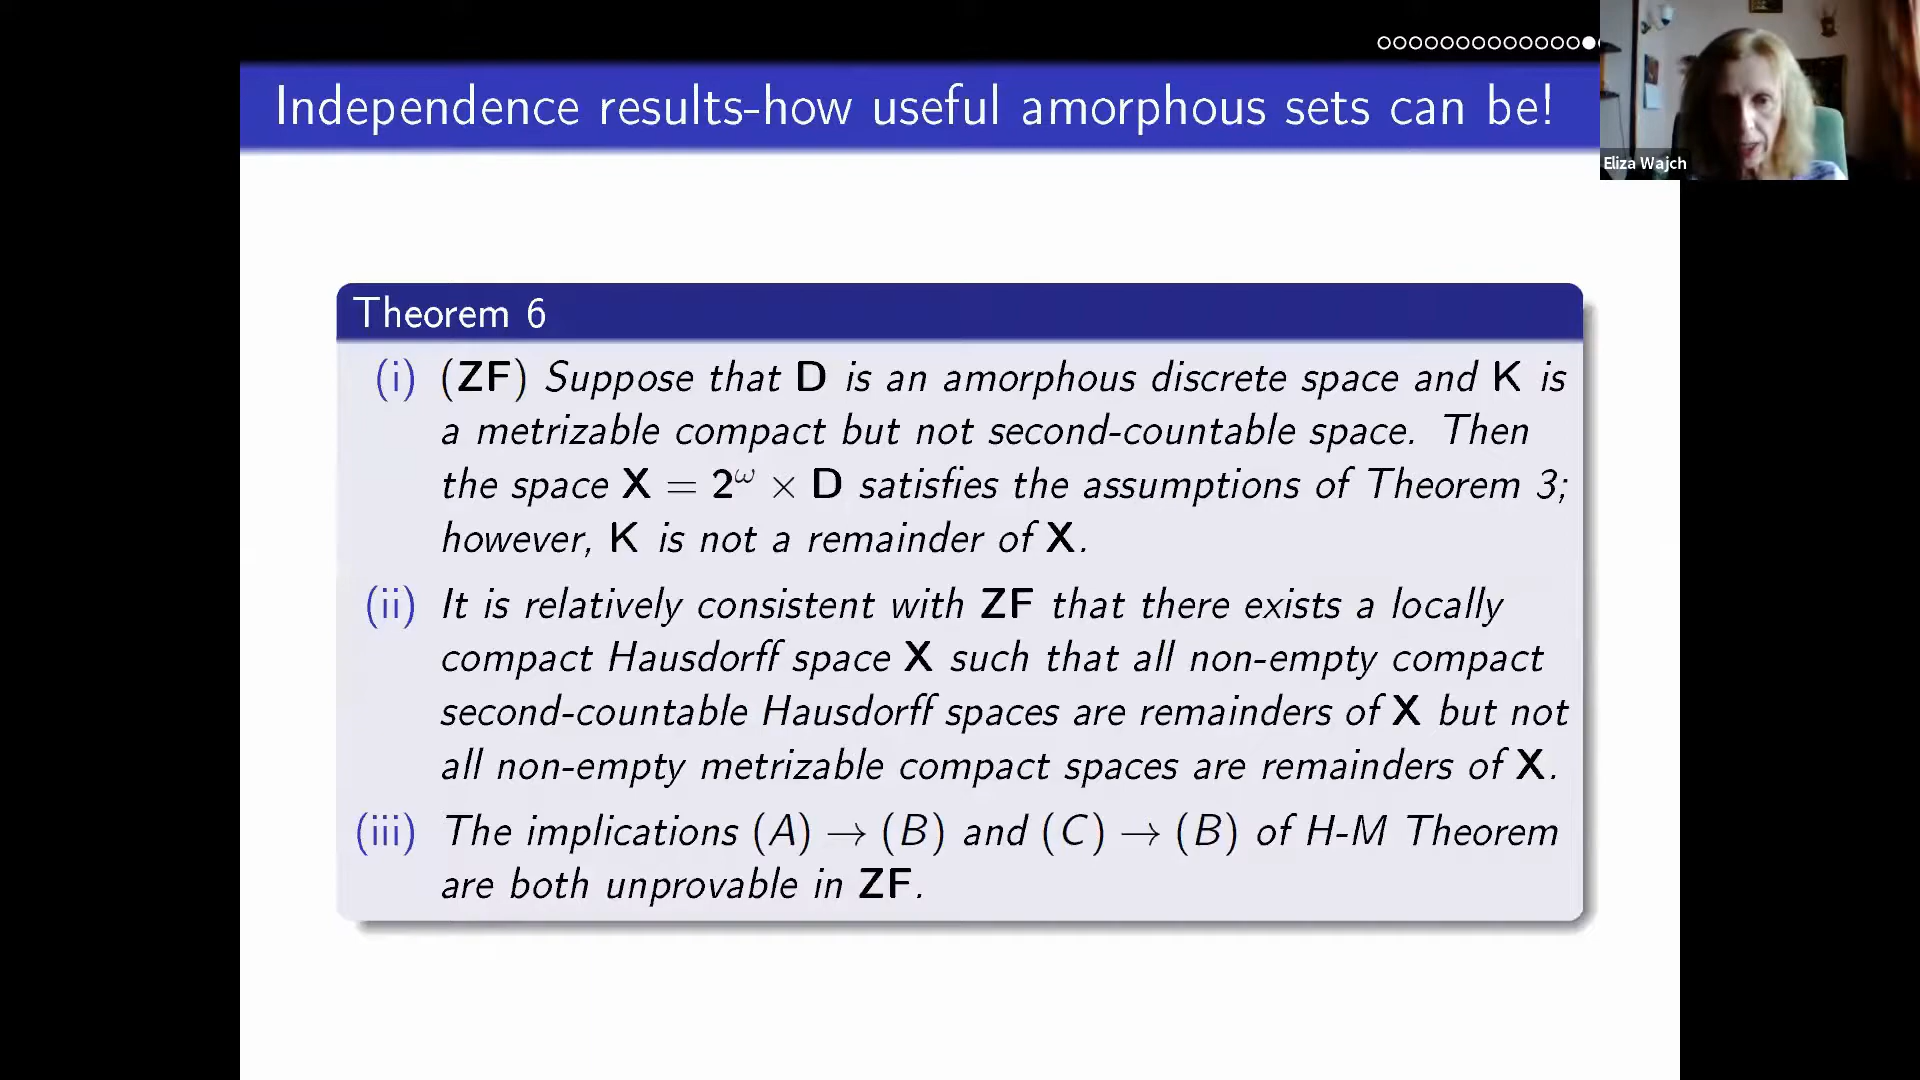 Independence results-how useful amorphous sets can be!
Eliza Wajch
Theorem 6
(i) (ZF) Suppose that D is an amorphous discrete space and K is
a metrizable compact but not second-countable space. Then
the space X = 2^ω × D satisfies the assumptions of Theorem 3;
however, K is not a remainder of X.
(ii) It is relatively consistent with ZF that there exists a locally
compact Hausdorff space X such that all non-empty compact
second-countable Hausdorff spaces are remainders of X but not
all non-empty metrizable compact spaces are remainders of X.
(iii) The implications (A) → (B) and (C) → (B) of H-M Theorem
are both unprovable in ZF.